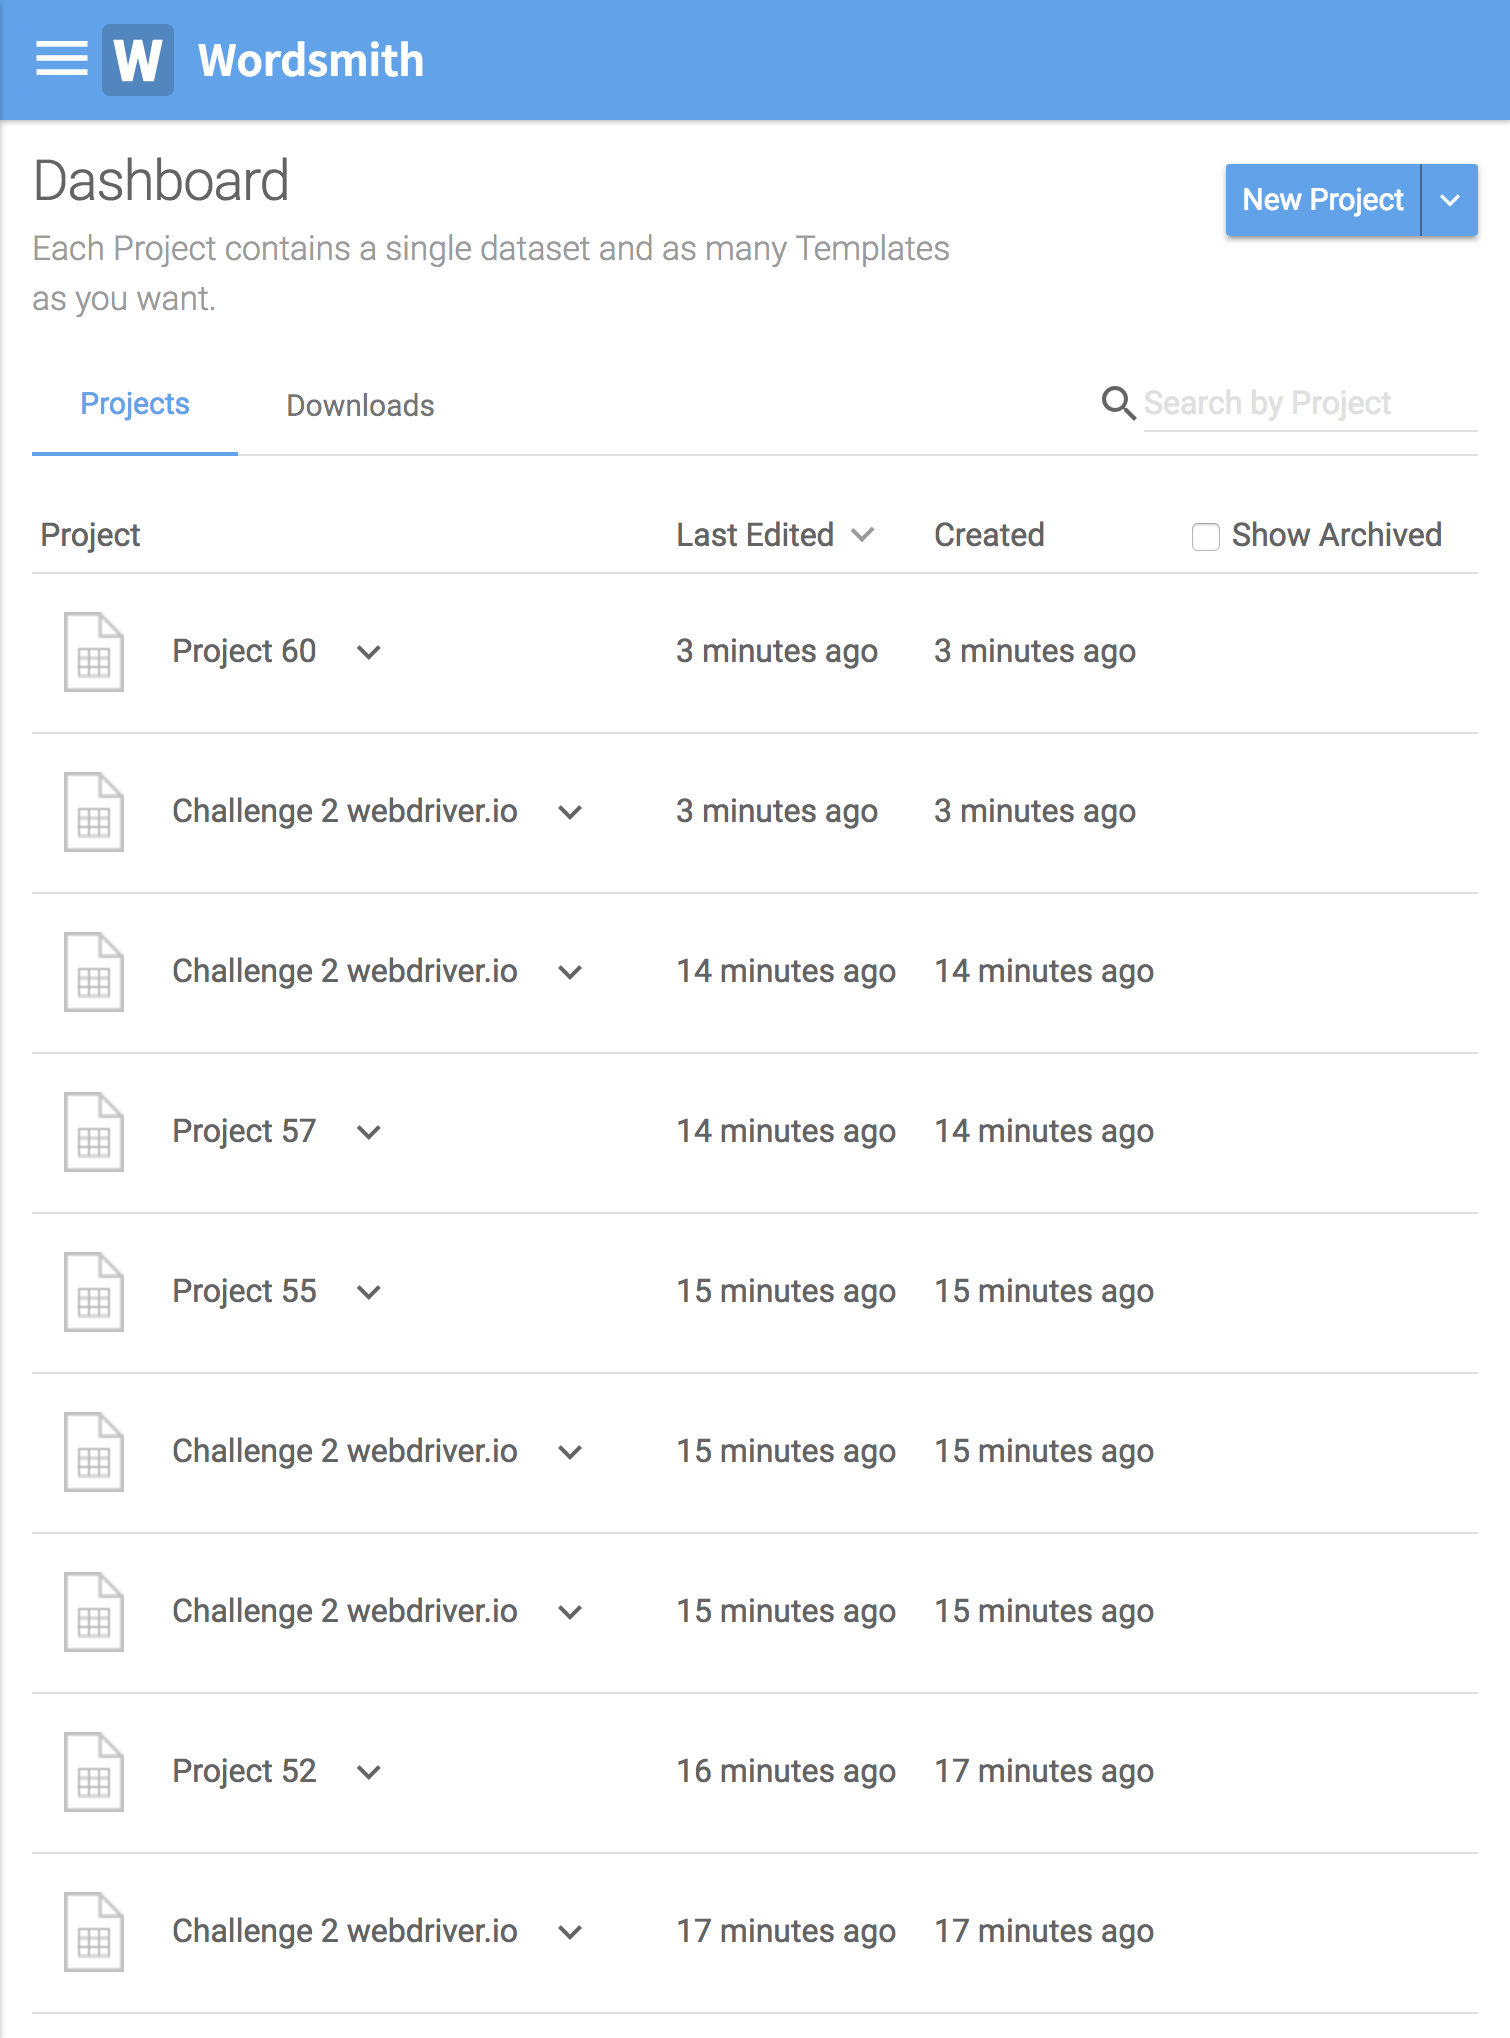 W Wordsmith
Dashboard
New Project
Each Project contains a single dataset and as many Templates
as you want.
Projects Downloads Search by Project
Project Last Edited Created Show Archived
Project 60 3 minutes ago 3 minutes ago
Challenge 2 webdriver.io 3 minutes ago 3 minutes ago
Challenge 2 webdriver.io 14 minutes ago 14 minutes ago
Project 57 14 minutes ago 14 minutes ago
Project 55 15 minutes ago 15 minutes ago
Challenge 2 webdriver.io 15 minutes ago 15 minutes ago
Challenge 2 webdriver.io 15 minutes ago 15 minutes ago
Project 52 16 minutes ago 17 minutes ago
Challenge 2 webdriver.io 17 minutes ago 17 minutes ago